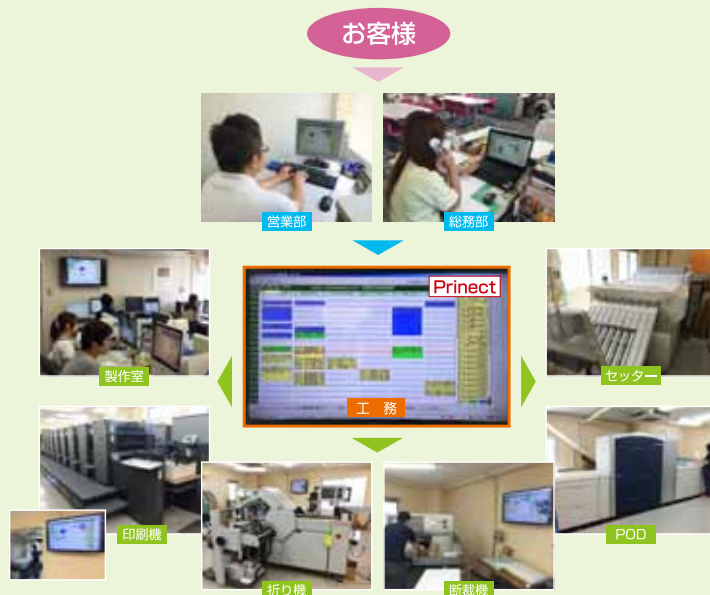 お客様
営業部
総務部
Prinect
工 務
製作室
セッター
印刷機
POD
折り機
断裁機